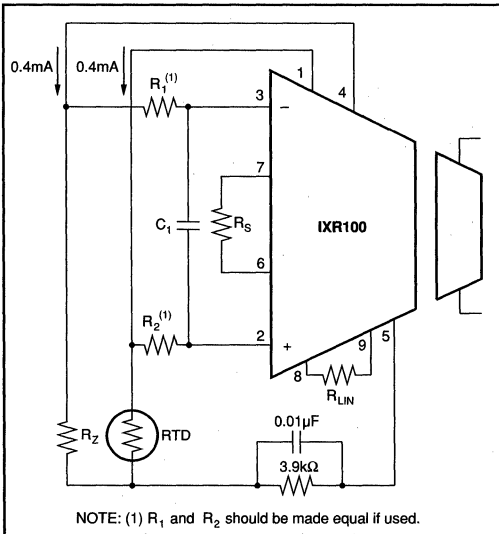 1
4
0.4mA
0.4mA
R1(1)
3
−
7
C1
RS
IXR100
6
R2(1)
2
+
9
5
8
RLIN
0.01µF
RZ
RTD
3.9kΩ
NOTE: (1) R1 and R2 should be made equal if used.